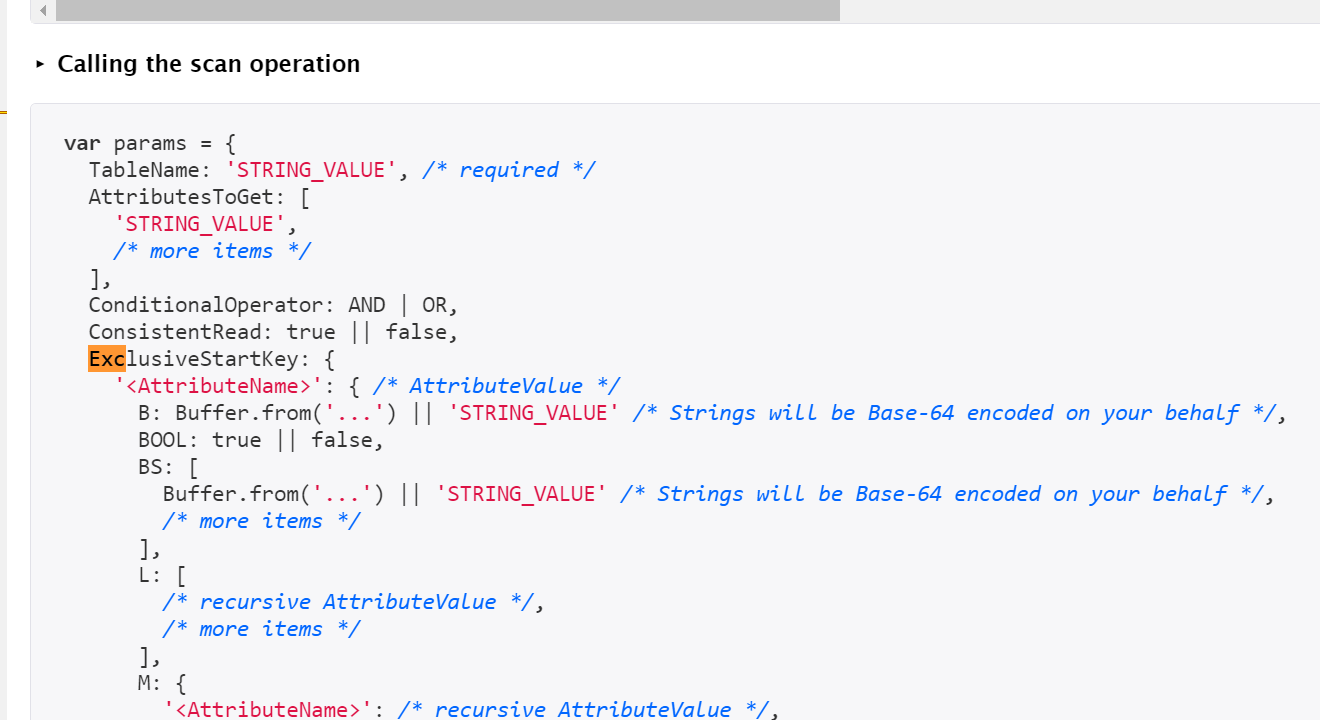 Calling the scan operation
var params = {
TableName: 'STRING_VALUE', /* required */
AttributesToGet: [
'STRING_VALUE',
/* more items */
],
ConditionalOperator: AND | OR,
ConsistentRead: true || false,
ExclusiveStartKey: {
'<AttributeName>': { /* AttributeValue */
B: Buffer.from('...') || 'STRING_VALUE' /* Strings will be Base-64 encoded on your behalf */,
BOOL: true || false,
BS: [
Buffer.from('...') || 'STRING_VALUE' /* Strings will be Base-64 encoded on your behalf */,
/* more items */
],
L: [
/* recursive AttributeValue */,
/* more items */
],
M: {
'<AttributeName>': /* recursive AttributeValue */,